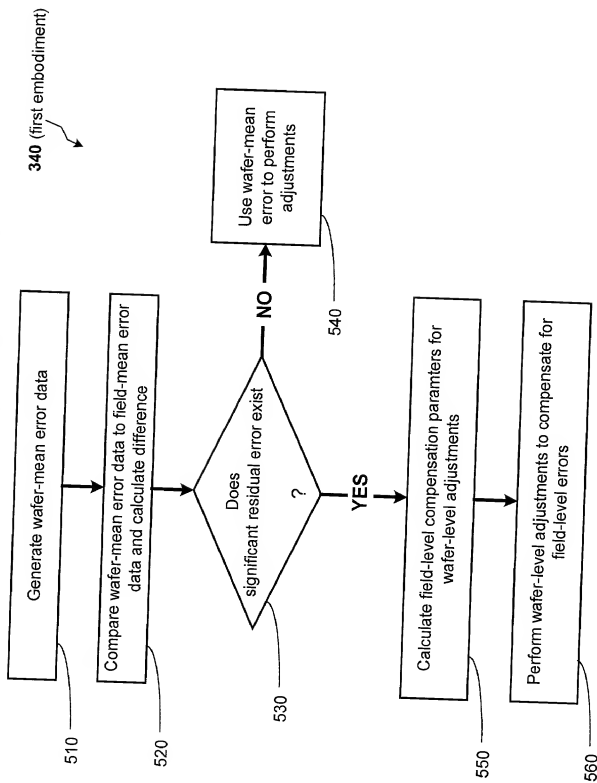 340 (first embodiment)
Generate wafer-mean error data
510
Compare wafer-mean error data to field-mean error
data and calculate difference
520
Does
significant residual error exist
?
530
NO
Use wafer-mean
error to perform
adjustments
540
YES
Calculate field-level compensation paramters for
wafer-level adjustments
550
Perform wafer-level adjustments to compensate for
field-level errors
560